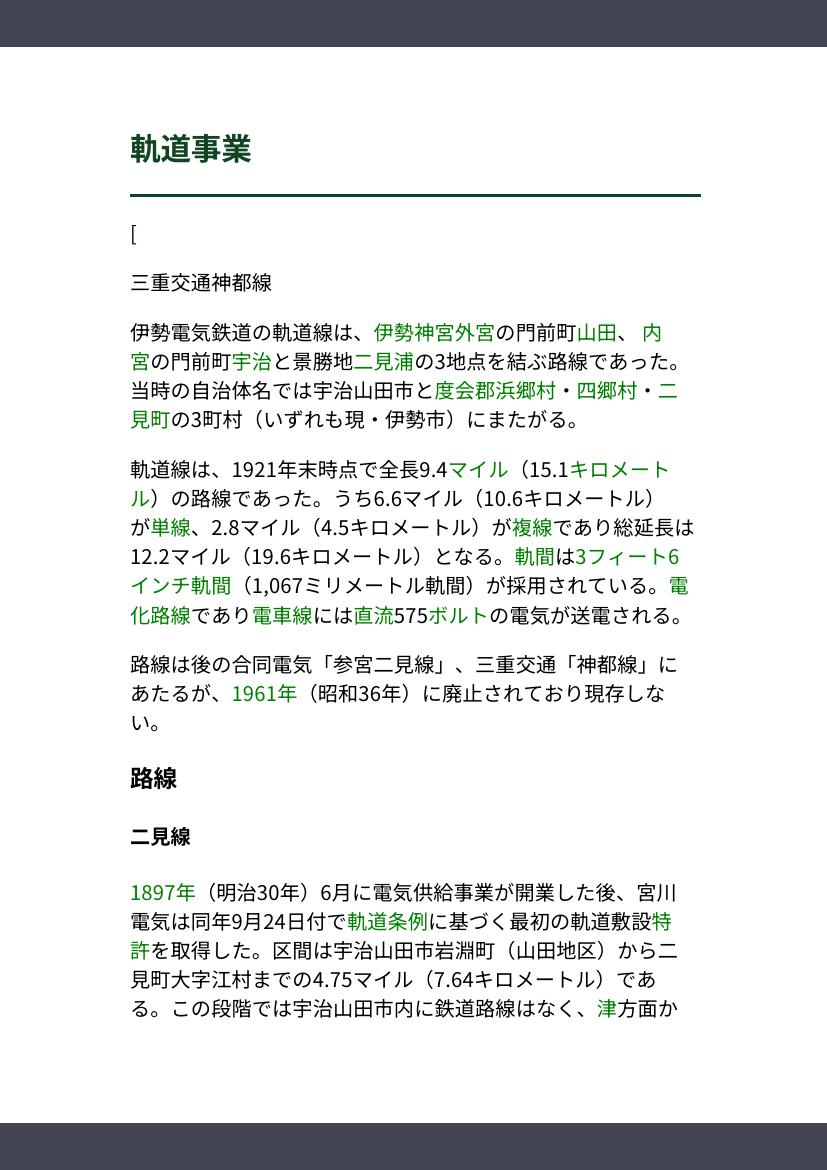 軌道事業
[
三重交通神都線
伊勢電気鉄道の軌道線は、伊勢神宮外宮の門前町山田、 内
宮の門前町宇治と景勝地二見浦の3地点を結ぶ路線であった。
当時の自治体名では宇治山田市と度会郡浜郷村・四郷村・二
見町の3町村（いずれも現・伊勢市）にまたがる。
軌道線は、1921年末時点で全長9.4マイル（15.1キロメート
ル）の路線であった。うち6.6マイル（10.6キロメートル）
が単線、2.8マイル（4.5キロメートル）が複線であり総延長は
12.2マイル（19.6キロメートル）となる。軌間は3フィート6
インチ軌間（1,067ミリメートル軌間）が採用されている。電
化路線であり電車線には直流575ボルトの電気が送電される。
路線は後の合同電気「参宮二見線」、三重交通「神都線」に
あたるが、1961年（昭和36年）に廃止されており現存しな
い。
路線
二見線
1897年（明治30年）6月に電気供給事業が開業した後、宮川
電気は同年9月24日付で軌道条例に基づく最初の軌道敷設特
許を取得した。区間は宇治山田市岩淵町（山田地区）から二
見町大字江村までの4.75マイル（7.64キロメートル）であ
る。この段階では宇治山田市内に鉄道路線はなく、津方面か